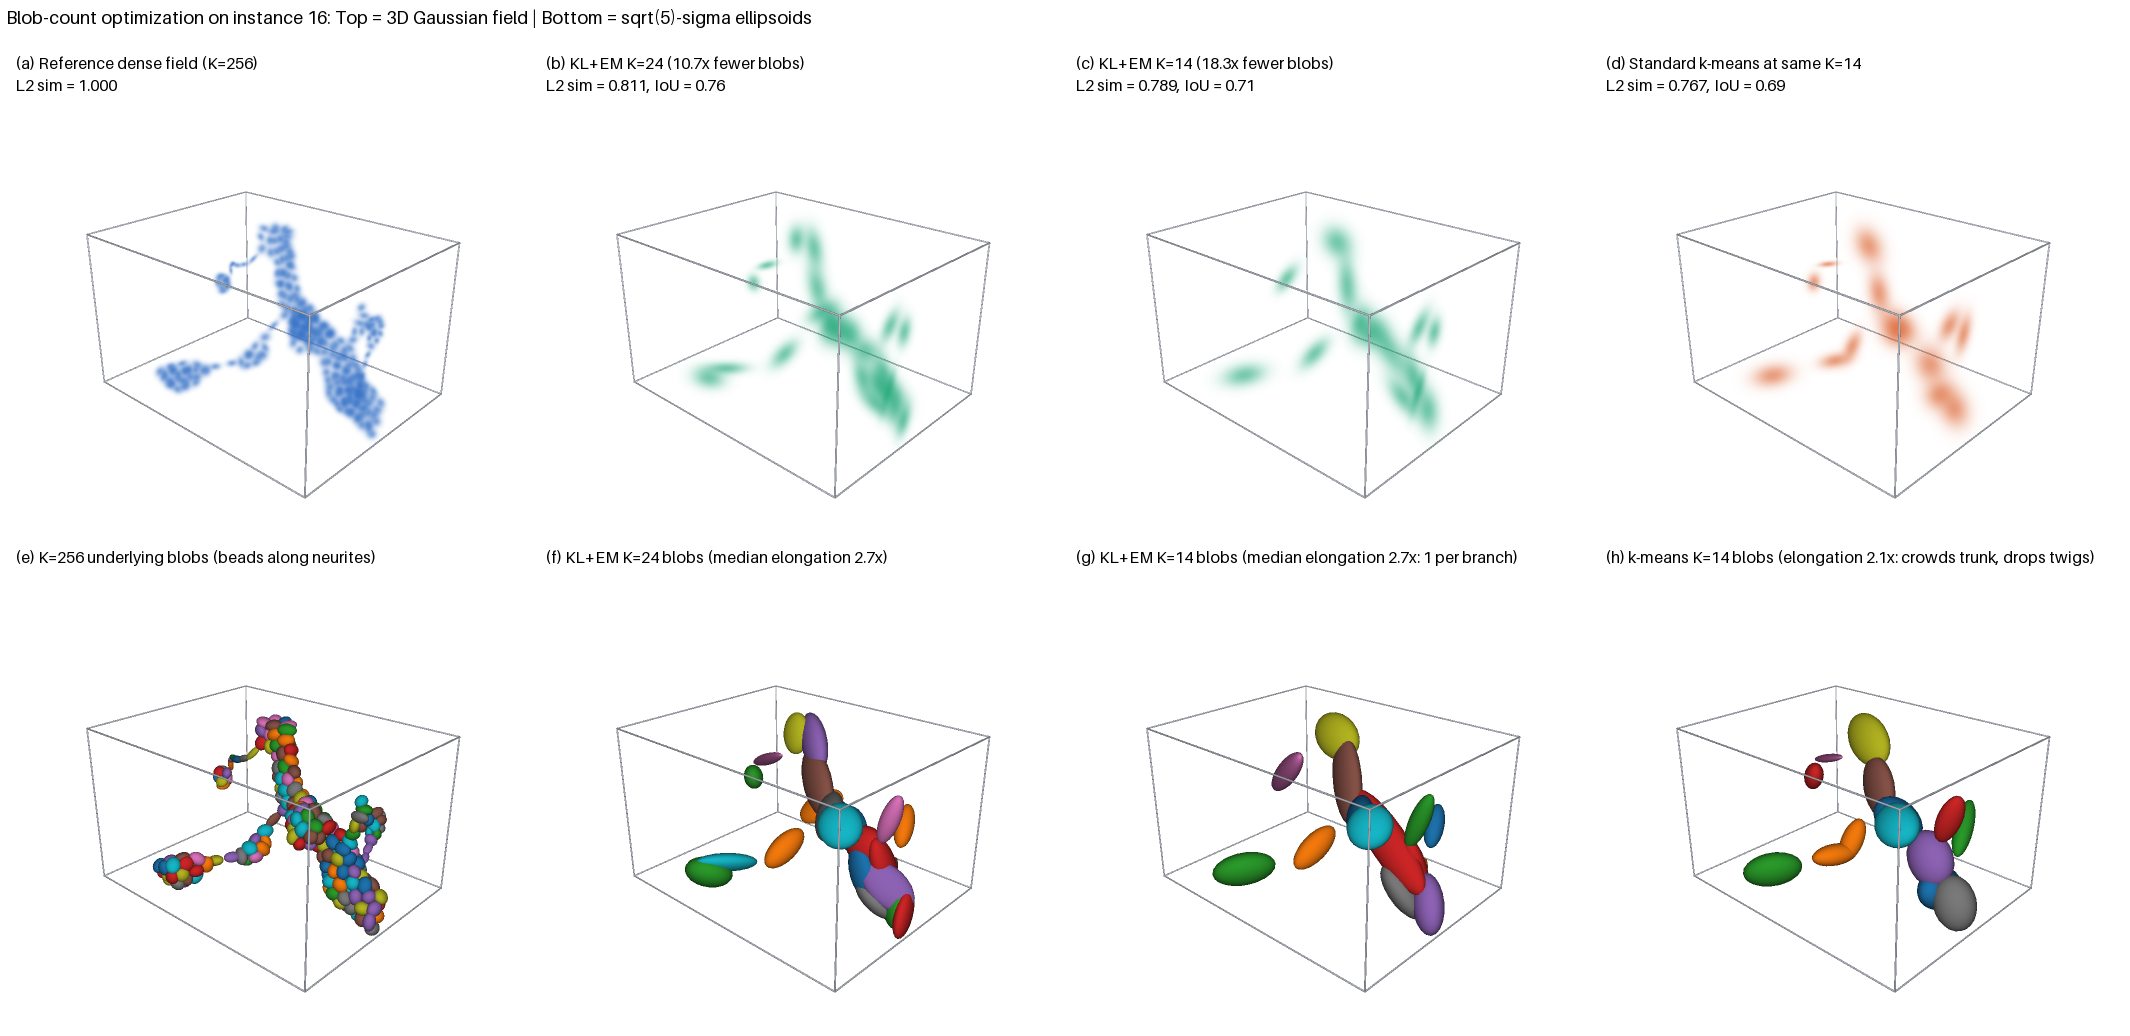 Blob-count optimization on instance 16: Top = 3D Gaussian field | Bottom = sqrt(5)-sigma ellipsoids
(a) Reference dense field (K=256)
L2 sim = 1.000
(b) KL+EM K=24 (10.7x fewer blobs)
L2 sim = 0.811, IoU = 0.76
(c) KL+EM K=14 (18.3x fewer blobs)
L2 sim = 0.789, IoU = 0.71
(d) Standard k-means at same K=14
L2 sim = 0.767, IoU = 0.69
(e) K=256 underlying blobs (beads along neurites)
(f) KL+EM K=24 blobs (median elongation 2.7x)
(g) KL+EM K=14 blobs (median elongation 2.7x: 1 per branch)
(h) k-means K=14 blobs (elongation 2.1x: crowds trunk, drops twigs)